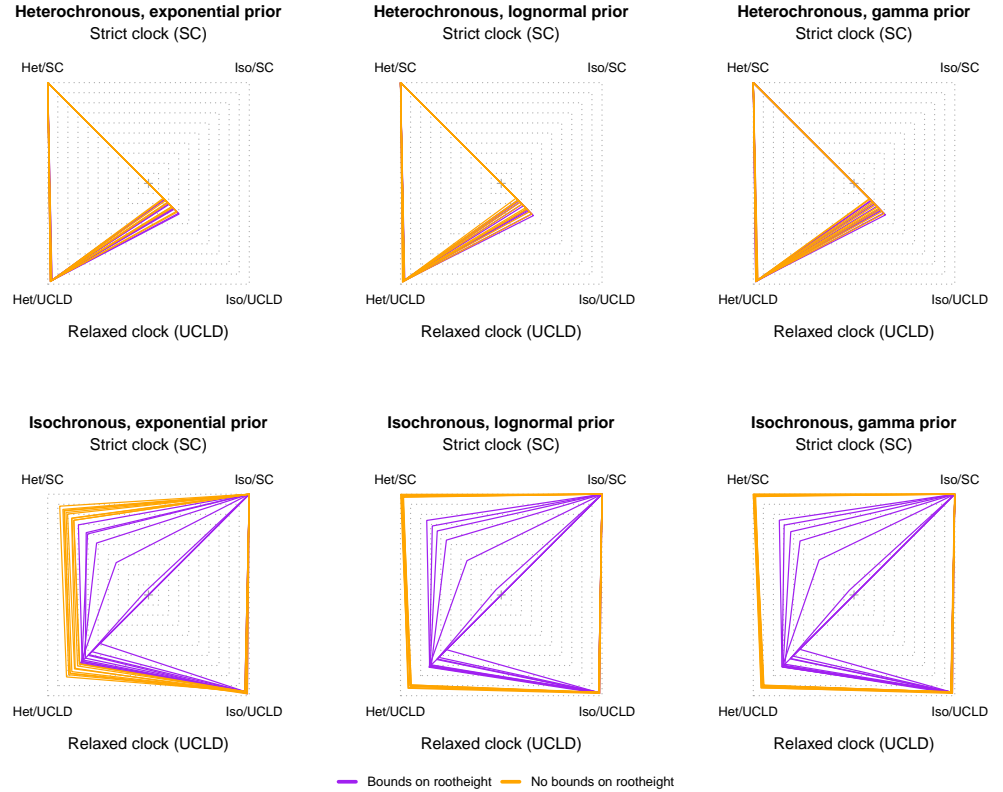 Heterochronous, exponential prior
Strict clock (SC)
Het/SC
Iso/SC
Het/UCLD
Iso/UCLD
Relaxed clock (UCLD)
Heterochronous, lognormal prior
Strict clock (SC)
Het/SC
Iso/SC
Het/UCLD
Iso/UCLD
Relaxed clock (UCLD)
Heterochronous, gamma prior
Strict clock (SC)
Het/SC
Iso/SC
Het/UCLD
Iso/UCLD
Relaxed clock (UCLD)
Isochronous, exponential prior
Strict clock (SC)
Het/SC
Iso/SC
Het/UCLD
Iso/UCLD
Relaxed clock (UCLD)
Isochronous, lognormal prior
Strict clock (SC)
Het/SC
Iso/SC
Het/UCLD
Iso/UCLD
Relaxed clock (UCLD)
Isochronous, gamma prior
Strict clock (SC)
Het/SC
Iso/SC
Het/UCLD
Iso/UCLD
Relaxed clock (UCLD)
Bounds on rootheight
No bounds on rootheight